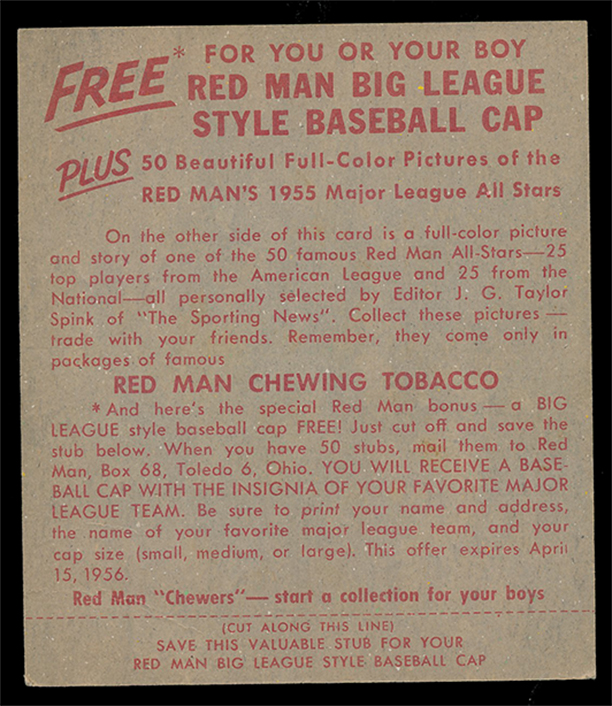 FREE* FOR YOU OR YOUR BOY
RED MAN BIG LEAGUE
STYLE BASEBALL CAP
PLUS 50 Beautiful Full-Color Pictures of the
RED MAN'S 1955 Major League All Stars
On the other side of this card is a full-color picture
and story of one of the 50 famous Red Man All-Stars—25
top players from the American League and 25 from the
National—all personally selected by Editor J. G. Taylor
Spink of "The Sporting News". Collect these pictures —
trade with your friends. Remember, they come only in
packages of famous
RED MAN CHEWING TOBACCO
*And here's the special Red Man bonus — a BIG
LEAGUE style baseball cap FREE! Just cut off and save the
stub below. When you have 50 stubs, mail them to Red
Man, Box 68, Toledo 6, Ohio. YOU WILL RECEIVE A BASE-
BALL CAP WITH THE INSIGNIA OF YOUR FAVORITE MAJOR
LEAGUE TEAM. Be sure to print your name and address,
the name of your favorite major league team, and your
cap size (small, medium, or large). This offer expires April
15, 1956.
Red Man "Chewers"— start a collection for your boys
(CUT ALONG THIS LINE)
SAVE THIS VALUABLE STUB FOR YOUR
RED MAN BIG LEAGUE STYLE BASEBALL CAP